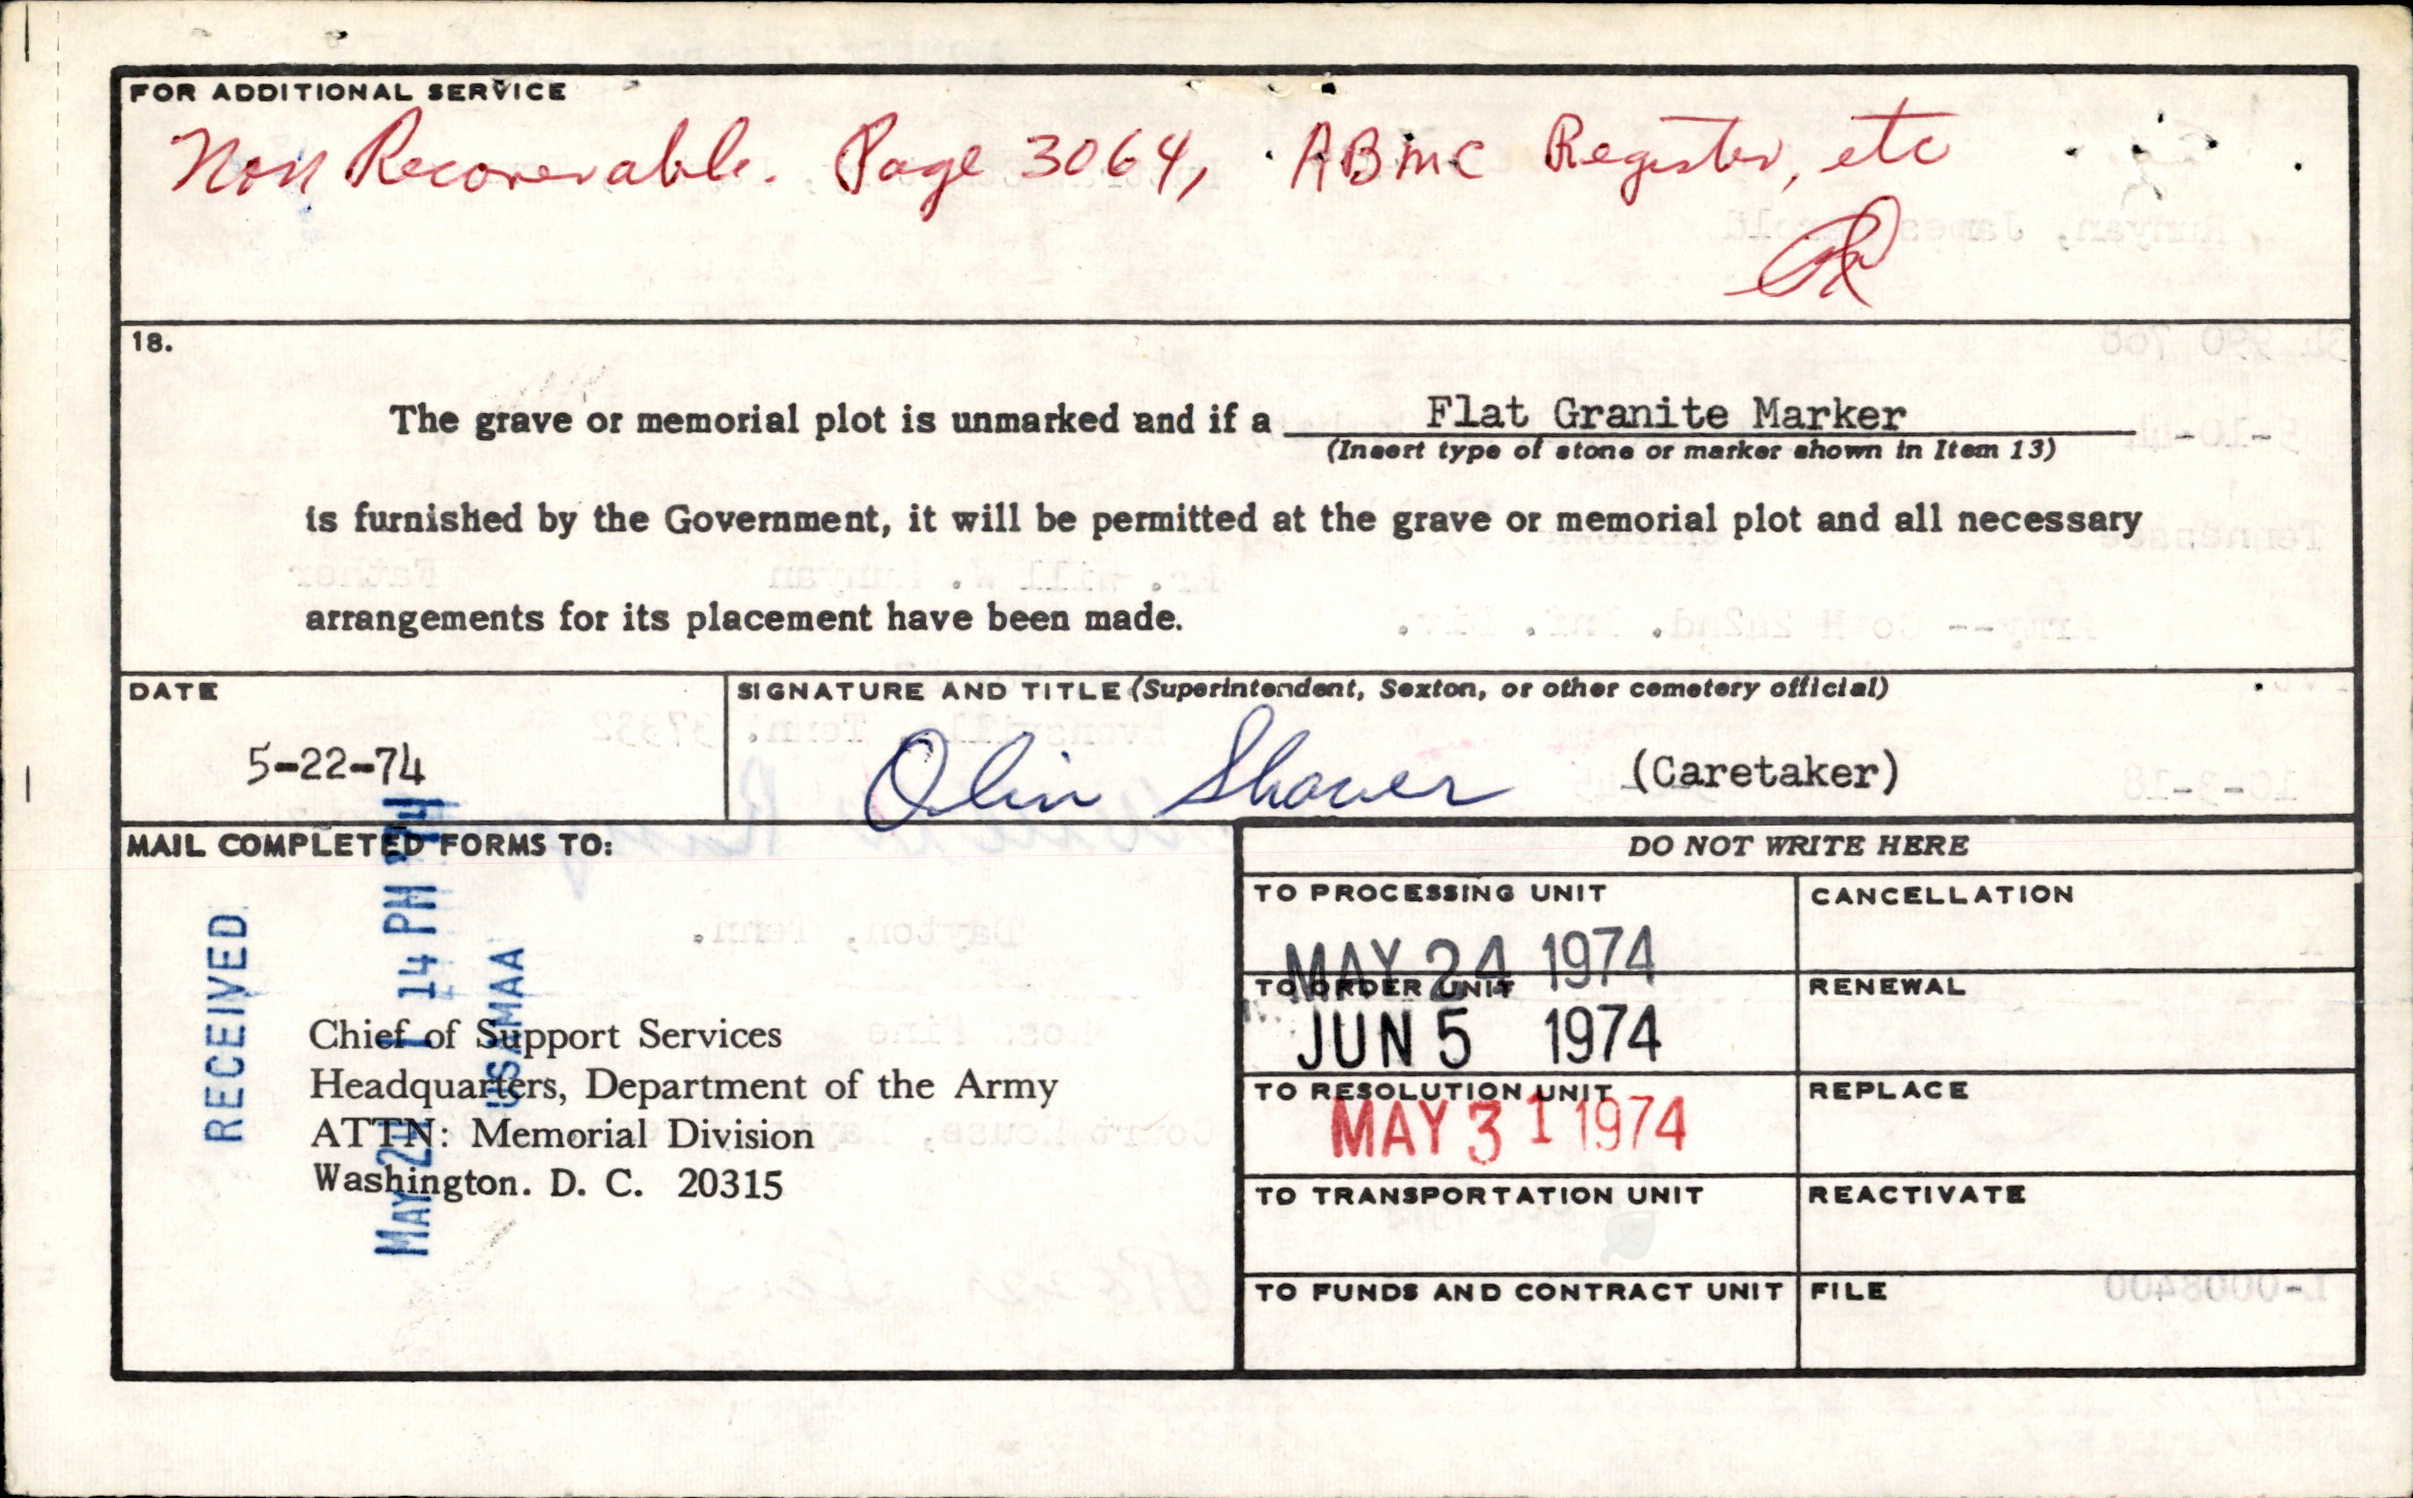 FOR ADDITIONAL SERVICE
Non Recoverable. Page 3064, ABMC Register, etc
18.
The grave or memorial plot is unmarked and if a Flat Granite Marker
(Insert type of stone or marker shown in Item 13)
is furnished by the Government, it will be permitted at the grave or memorial plot and all necessary
arrangements for its placement have been made.
DATE
5-22-74
SIGNATURE AND TITLE (Superintendent, Sexton, or other cemetery official)
Olin Shaver (Caretaker)
MAIL COMPLETED FORMS TO:
RECEIVED
MAY 24 1 14 PM '74
USAMAA
Chief of Support Services
Headquarters, Department of the Army
ATTN: Memorial Division
Washington. D. C. 20315
DO NOT WRITE HERE
TO PROCESSING UNIT
MAY 24 1974
CANCELLATION
TO ORDER UNIT
JUN 5 1974
RENEWAL
TO RESOLUTION UNIT
MAY 31 1974
REPLACE
TO TRANSPORTATION UNIT
REACTIVATE
TO FUNDS AND CONTRACT UNIT
FILE